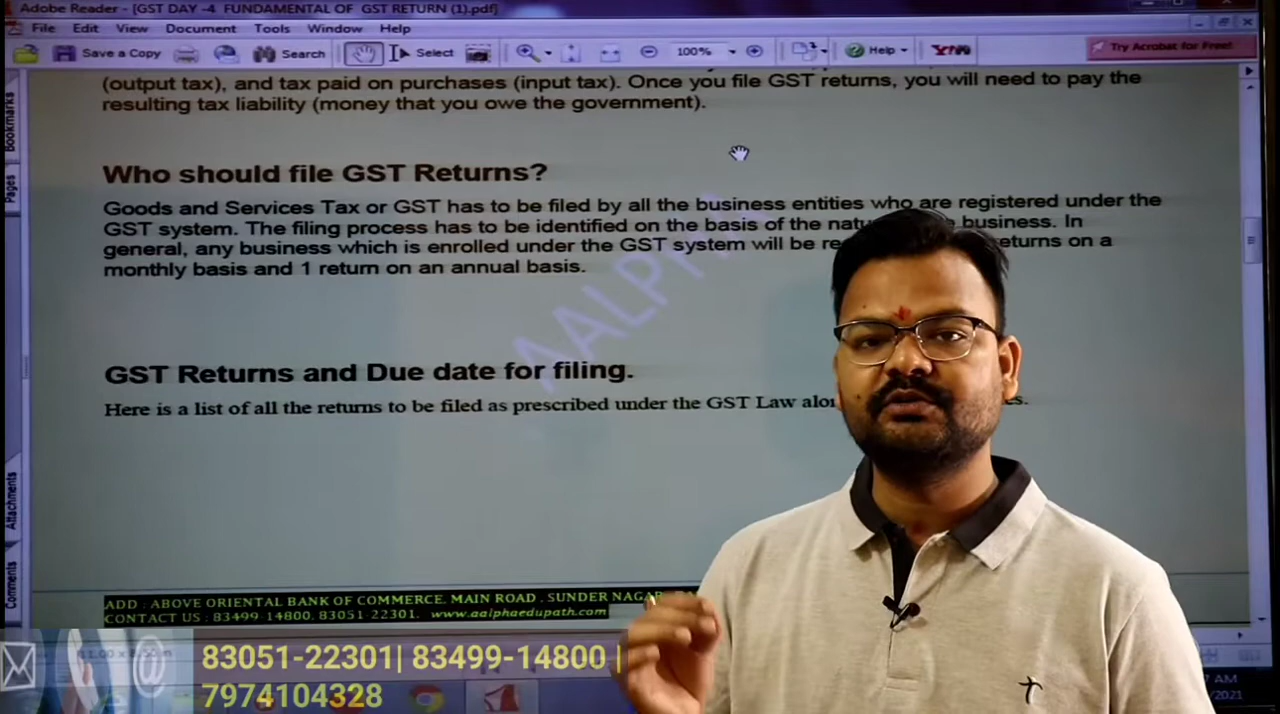 Adobe Reader - [GST DAY -4 FUNDAMENTAL OF GST RETURN (1).pdf]
File Edit View Document Tools Window Help
Save a Copy Search Select 100% Help Try Acrobat for Free!
(output tax), and tax paid on purchases (input tax). Once you file GST returns, you will need to pay the
resulting tax liability (money that you owe the government).
Who should file GST Returns?
Goods and Services Tax or GST has to be filed by all the business entities who are registered under the
GST system. The filing process has to be identified on the basis of the business. In
general, any business which is enrolled under the GST system will be returns on a
monthly basis and 1 return on an annual basis.
GST Returns and Due date for filing.
Here is a list of all the returns to be filed as prescribed under the GST Law
AALPHA
Bookmarks
Pages
Attachments
Comments
ADD : ABOVE ORIENTAL BANK OF COMMERCE, MAIN ROAD . SUNDER NAGAR
CONTACT US : 83499-14800, 83051-22301. www.aalphaedupath.com
83051-22301| 83499-14800 |
7974104328
AM
2021